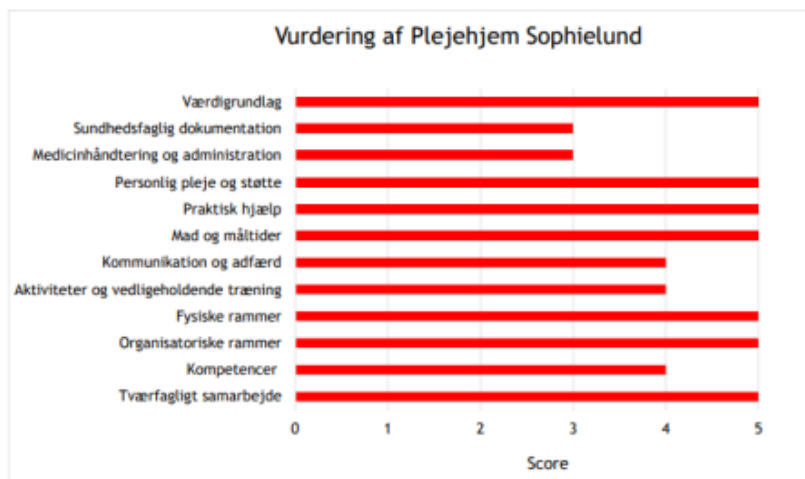 Vurdering af Plejehjem Sophielund
Værdigrundlag
Sundhedsfaglig dokumentation
Medicinhåndtering og administration
Personlig pleje og støtte
Praktisk hjælp
Mad og måltider
Kommunikation og adfærd
Aktiviteter og vedligeholdende træning
Fysiske rammer
Organisatoriske rammer
Kompetencer
Tværfagligt samarbejde
0 1 2 3 4 5
Score